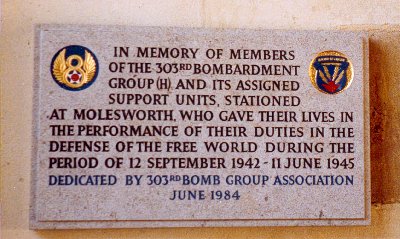 IN MEMORY OF MEMBERS
OF THE 303RD BOMBARDMENT
GROUP (H) AND ITS ASSIGNED
SUPPORT UNITS, STATIONED
AT MOLESWORTH, WHO GAVE THEIR LIVES IN
THE PERFORMANCE OF THEIR DUTIES IN THE
DEFENSE OF THE FREE WORLD DURING THE
PERIOD OF 12 SEPTEMBER 1942 - 11 JUNE 1945
DEDICATED BY 303RD BOMB GROUP ASSOCIATION
JUNE 1984